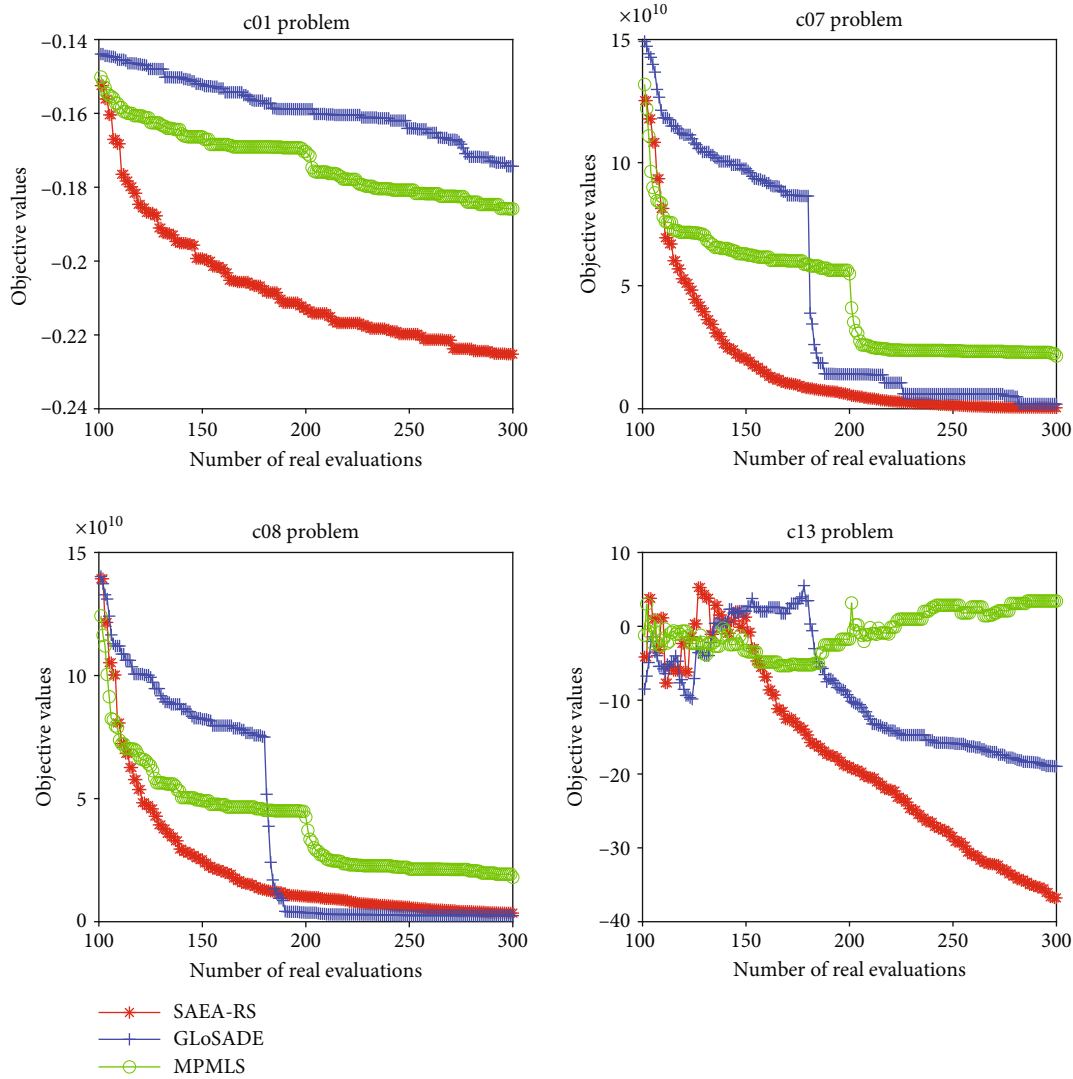 c01 problem
−0.14
−0.16
−0.18
−0.2
−0.22
−0.24
Objective values
100
150
200
250
300
Number of real evaluations
c07 problem
×10^10
15
10
5
0
Objective values
100
150
200
250
300
Number of real evaluations
c08 problem
×10^10
15
10
5
0
Objective values
100
150
200
250
300
Number of real evaluations
c13 problem
10
0
−10
−20
−30
−40
Objective values
100
150
200
250
300
Number of real evaluations
SAEA-RS
GLoSADE
MPMLS